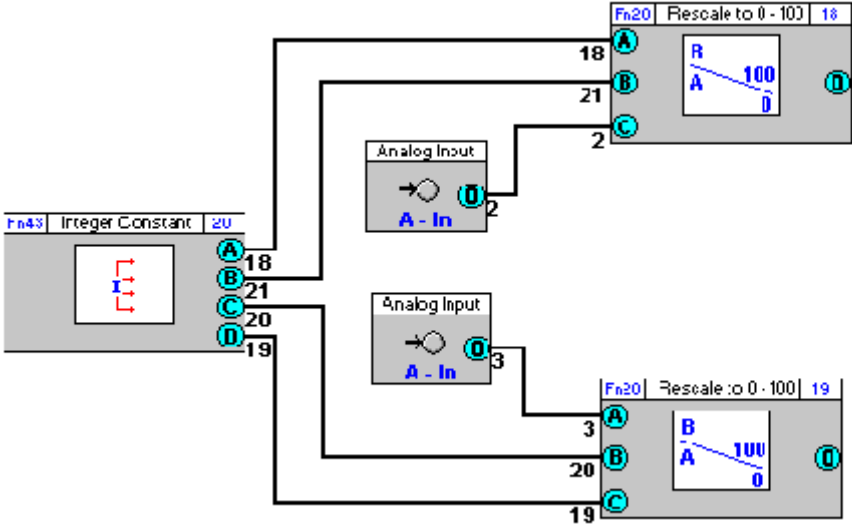 Fn20 Rescale to 0 - 100 18
A
18
R
100
A
0
B
21
C
2
O
Analog Input
A - In
O
2
Fn43 Integer Constant 20
I
A
18
B
21
C
20
D
19
Analog Input
A - In
O
3
Fn20 Rescale to 0 - 100 19
A
3
B
100
A
0
B
20
C
19
O